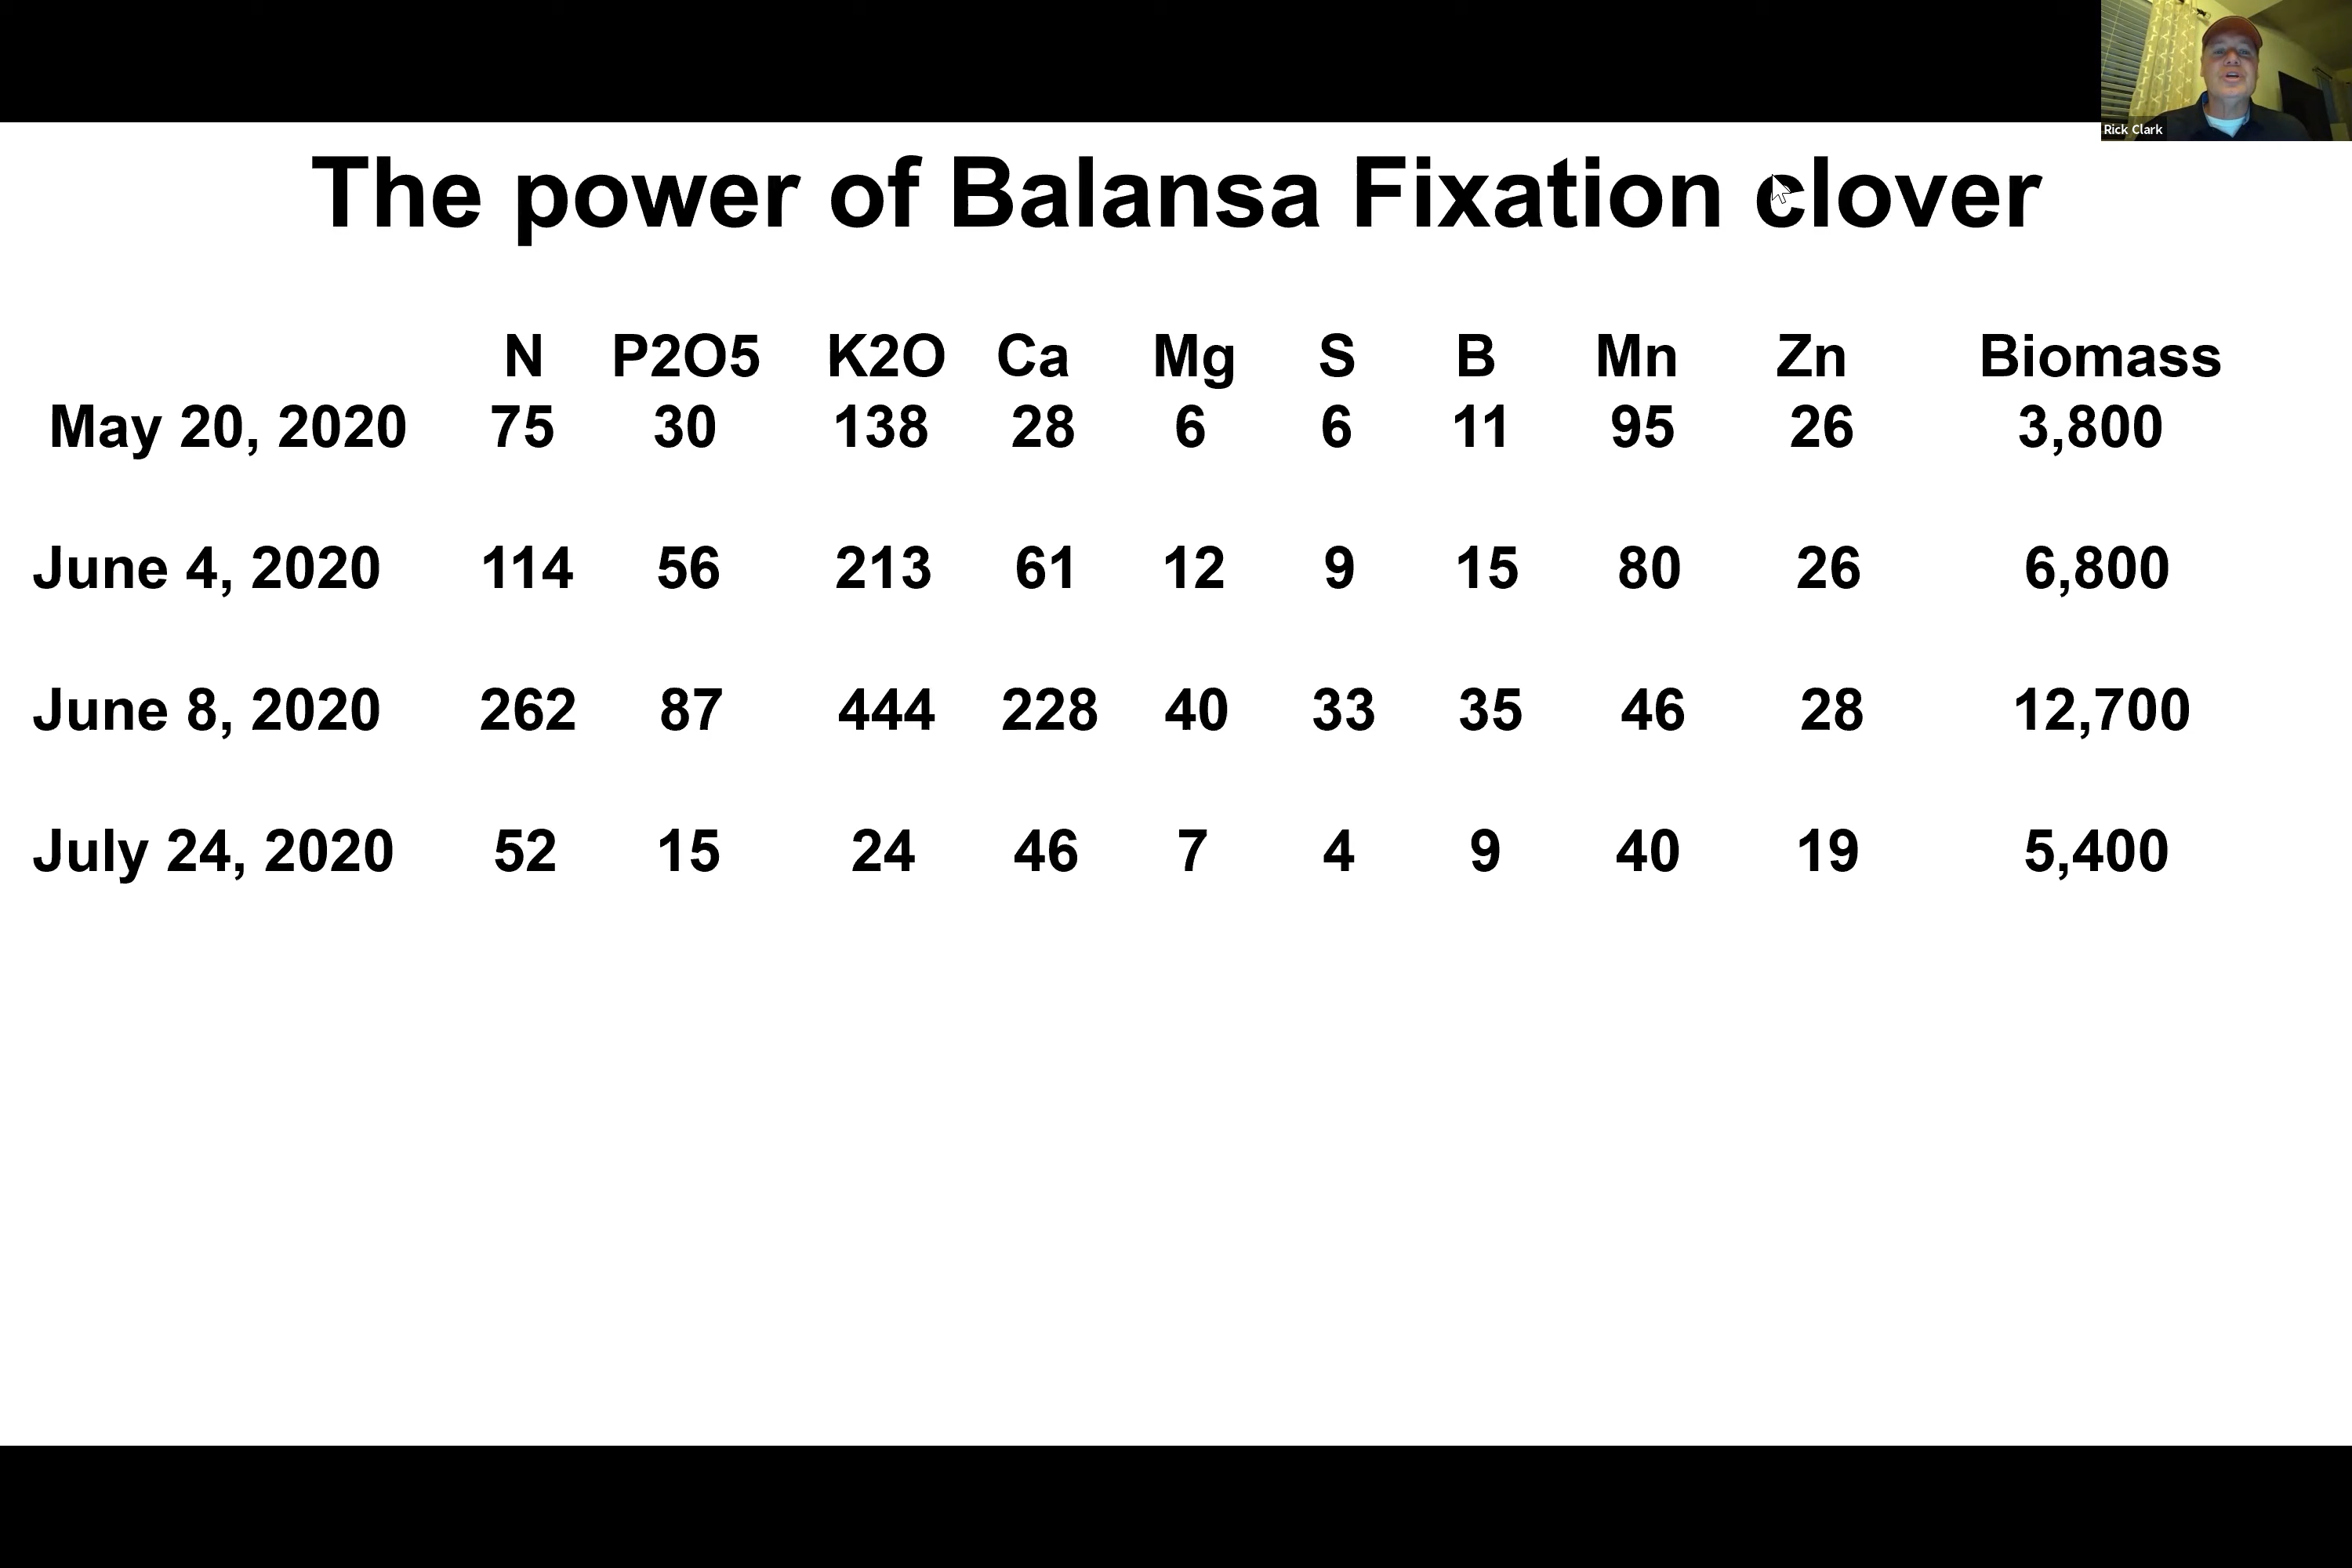 Rick Clark
The power of Balansa Fixation clover
N P2O5 K2O Ca Mg S B Mn Zn Biomass
May 20, 2020 75 30 138 28 6 6 11 95 26 3,800
June 4, 2020 114 56 213 61 12 9 15 80 26 6,800
June 8, 2020 262 87 444 228 40 33 35 46 28 12,700
July 24, 2020 52 15 24 46 7 4 9 40 19 5,400